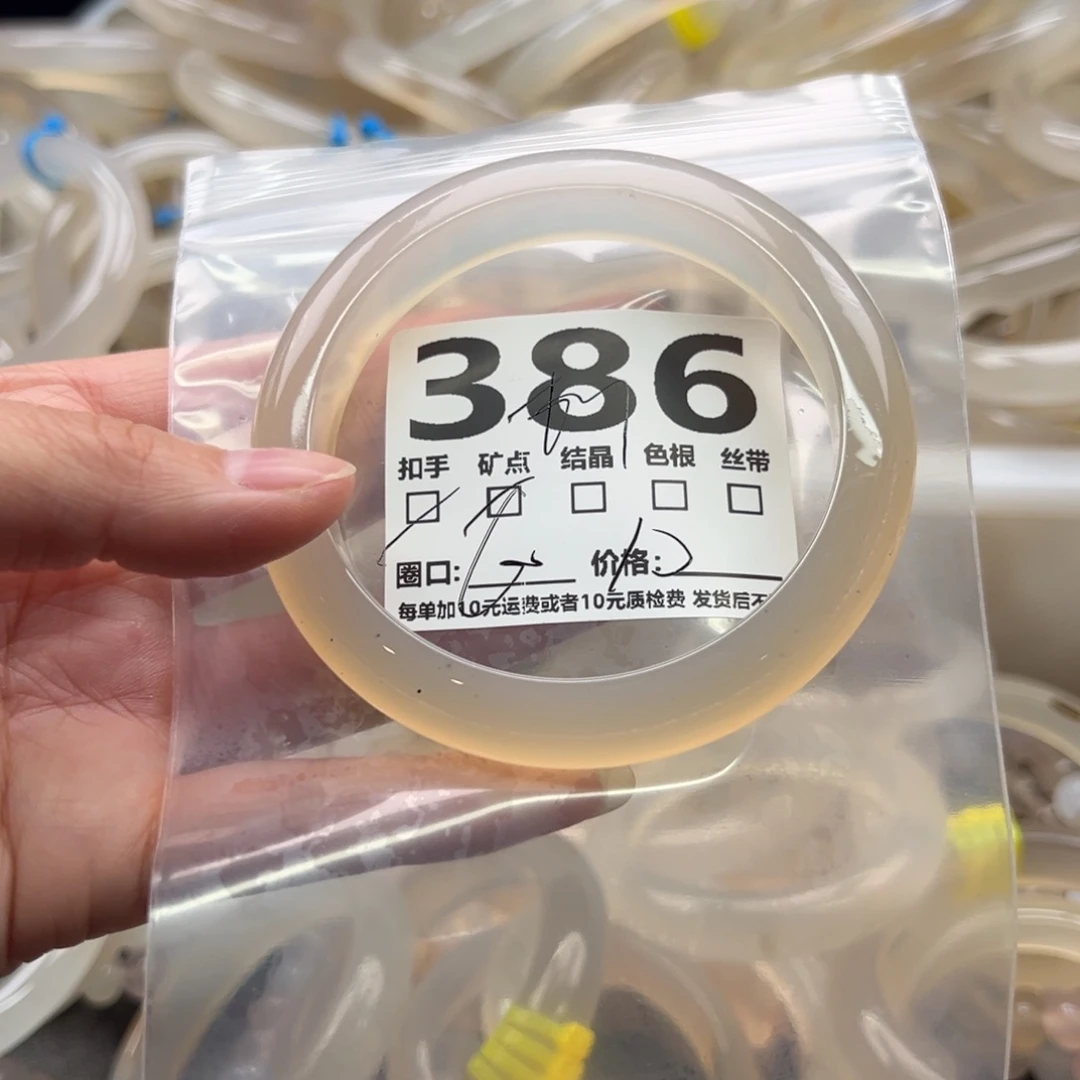 386
扣手 矿点 结晶 色根 丝带
圈口: 价格:
每单加10元运费或者10元质检费 发货后不